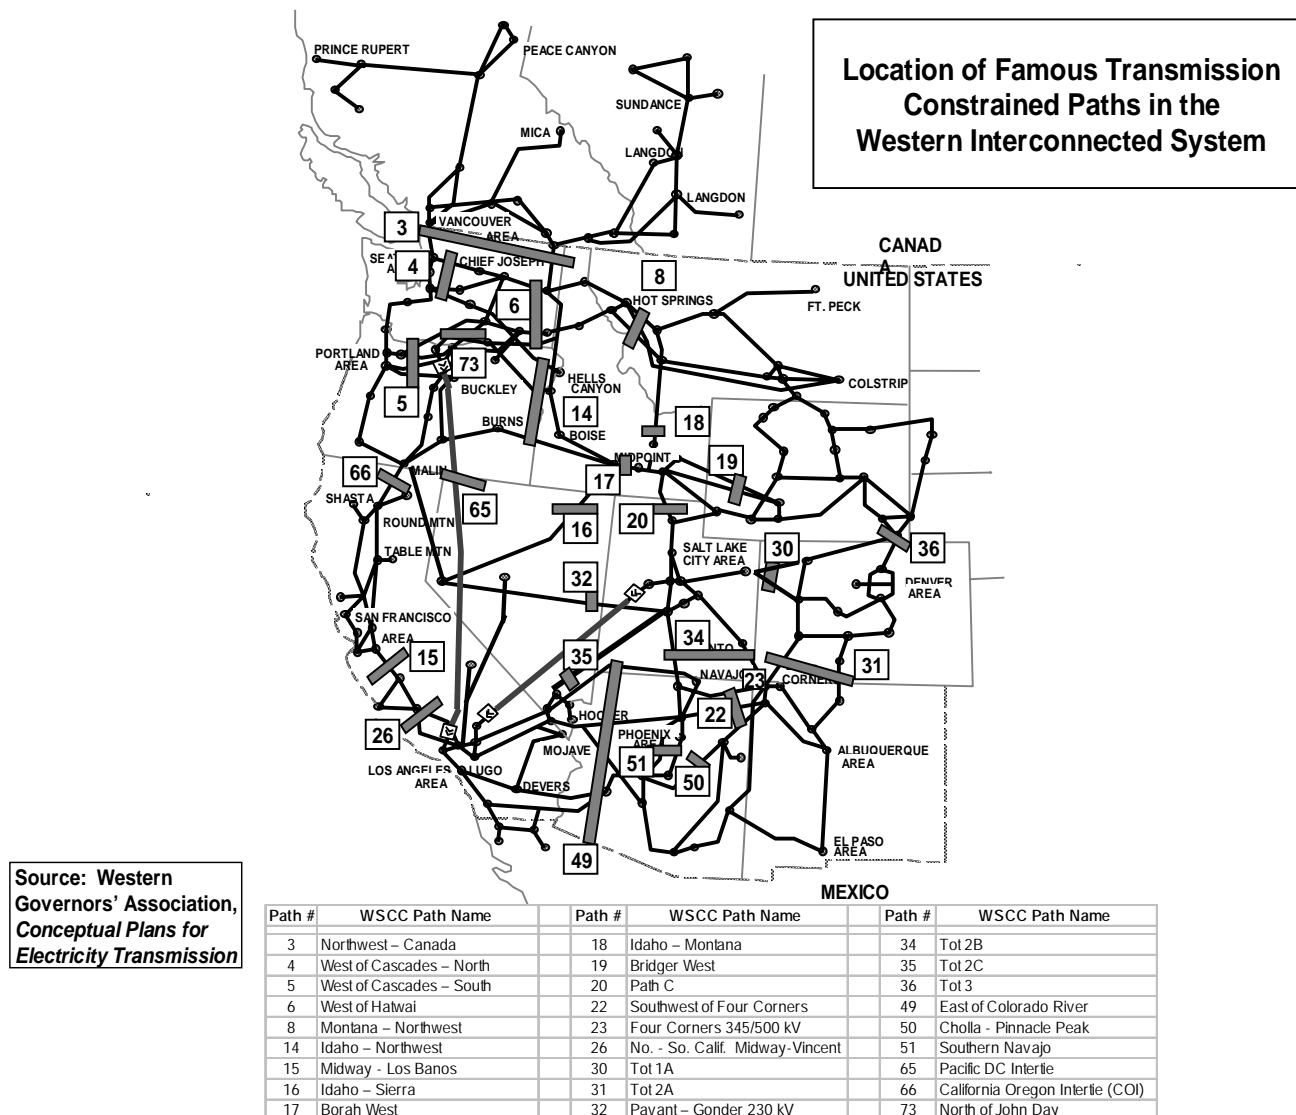 Location of Famous Transmission
Constrained Paths in the
Western Interconnected System
PRINCE RUPERT
PEACE CANYON
SUNDANCE
MICA
LANGDON
LANGDON
3
VANCOUVER
AREA
CANAD
A
UNITED STATES
4
CHIEF JOSEPH
8
6
HOT SPRINGS
FT. PECK
PORTLAND
AREA
73
HELLS
CANYON
COLSTRIP
5
BUCKLEY
14
BURNS
BOISE
18
MIDPOINT
66
MALIN
17
19
SHASTA
65
ROUND MTN
16
20
36
TABLE MTN
SALT LAKE
CITY AREA
30
32
DENVER
AREA
SAN FRANCISCO
AREA
34
15
35
NAVAJO
23
CORNER
31
26
HOOVER
22
PHOENIX
MOJAVE
51
ALBUQUERQUE
AREA
LOS ANGELES
AREA
LUGO
50
DEVERS
49
EL PASO
AREA
MEXICO
Source: Western
Governors' Association,
Conceptual Plans for
Electricity Transmission
Path # WSCC Path Name Path # WSCC Path Name Path # WSCC Path Name
3 Northwest – Canada 18 Idaho – Montana 34 Tot 2B
4 West of Cascades – North 19 Bridger West 35 Tot 2C
5 West of Cascades – South 20 Path C 36 Tot 3
6 West of Hatwai 22 Southwest of Four Corners 49 East of Colorado River
8 Montana – Northwest 23 Four Corners 345/500 kV 50 Cholla - Pinnacle Peak
14 Idaho – Northwest 26 No. - So. Calif. Midway-Vincent 51 Southern Navajo
15 Midway - Los Banos 30 Tot 1A 65 Pacific DC Intertie
16 Idaho – Sierra 31 Tot 2A 66 California Oregon Intertie (COI)
17 Borah West 32 Pavant – Gonder 230 kV 73 North of John Day